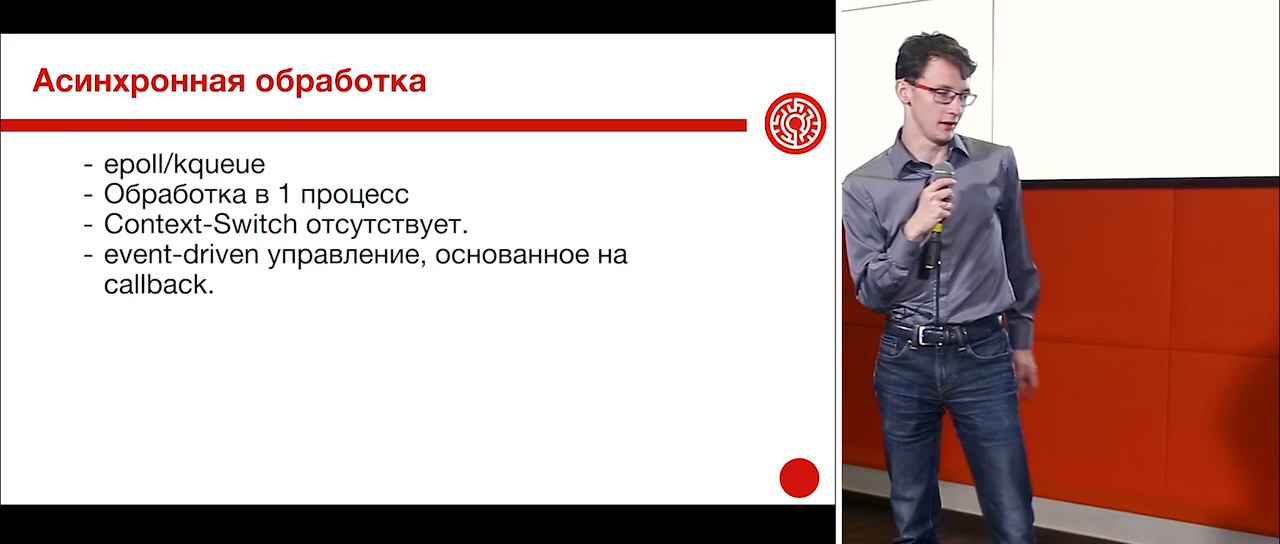 Асинхронная обработка
- epoll/kqueue
- Обработка в 1 процесс
- Context-Switch отсутствует.
- event-driven управление, основанное на
callback.